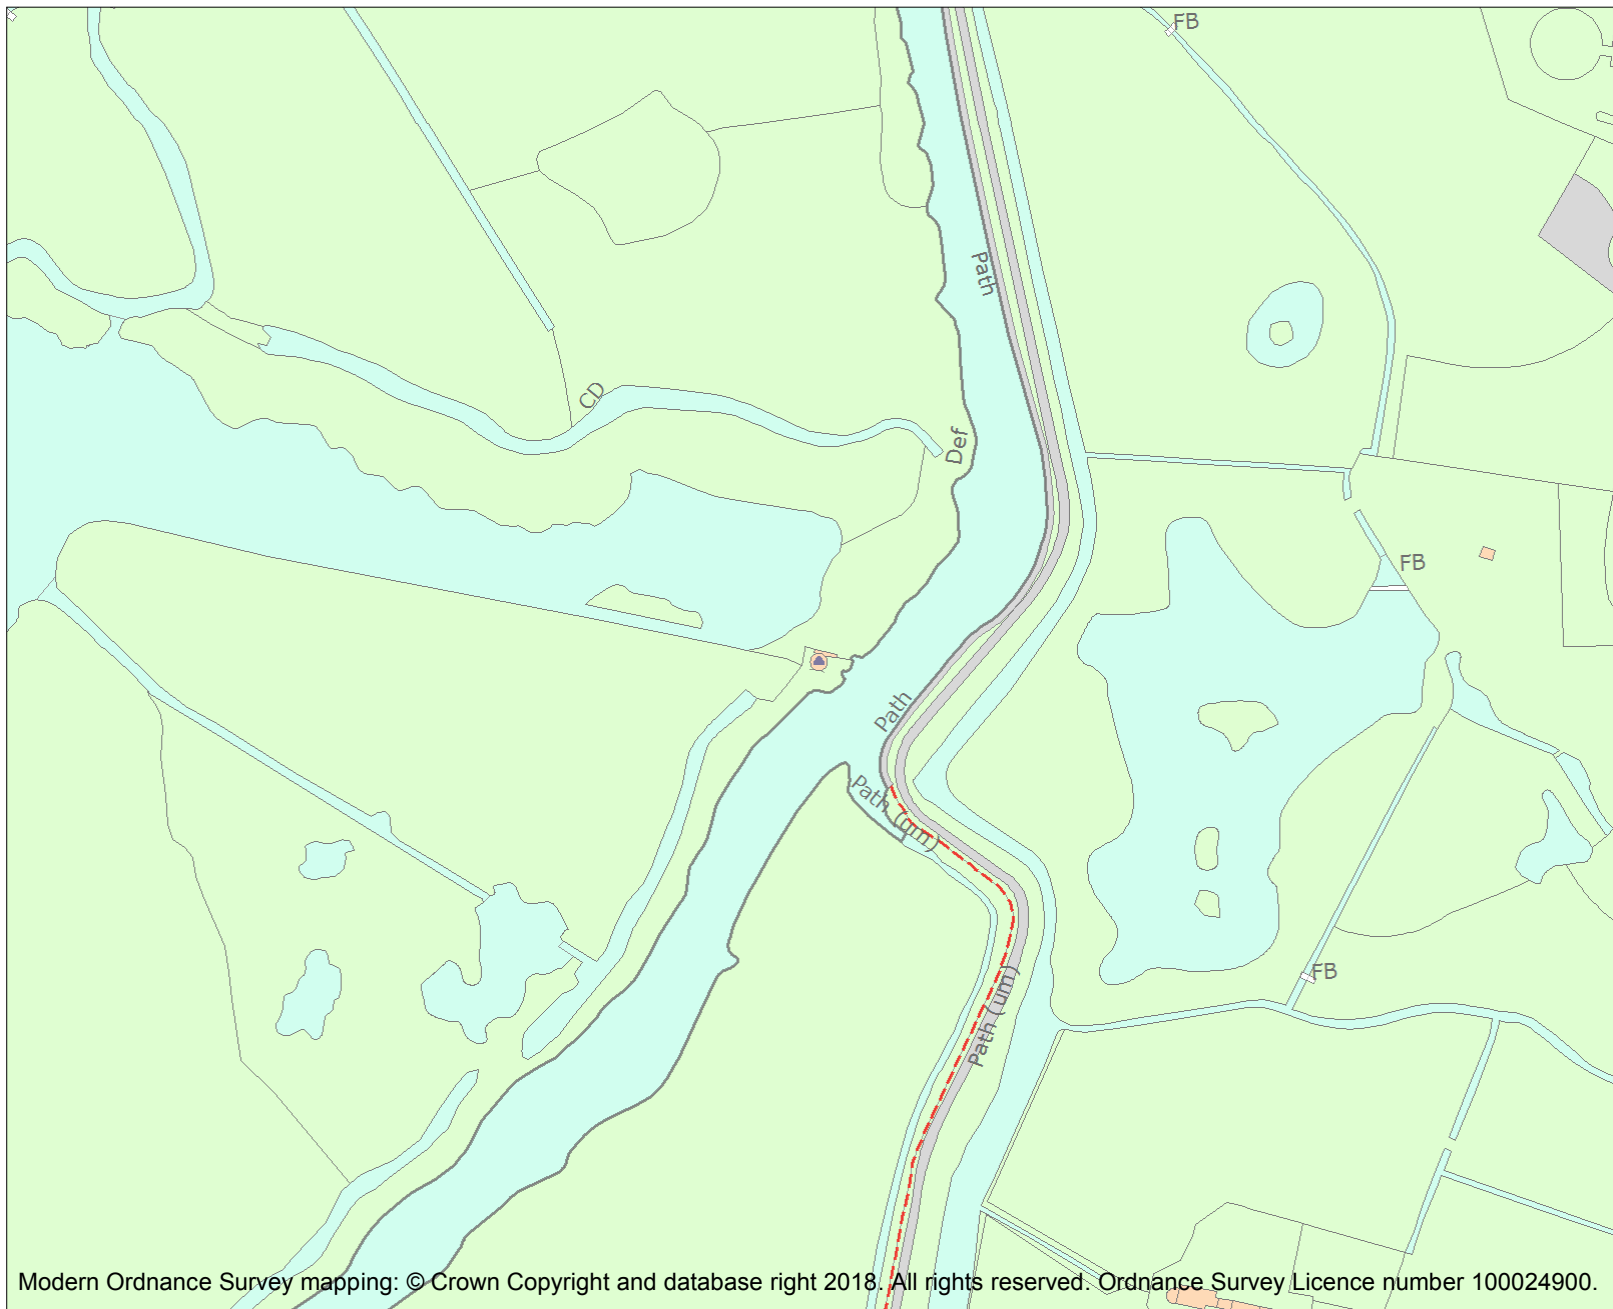 FB
Path
CD
Def
FB
Path
Path (um)
FB
Path (um)
Modern Ordnance Survey mapping: © Crown Copyright and database right 2018. All rights reserved. Ordnance Survey Licence number 100024900.